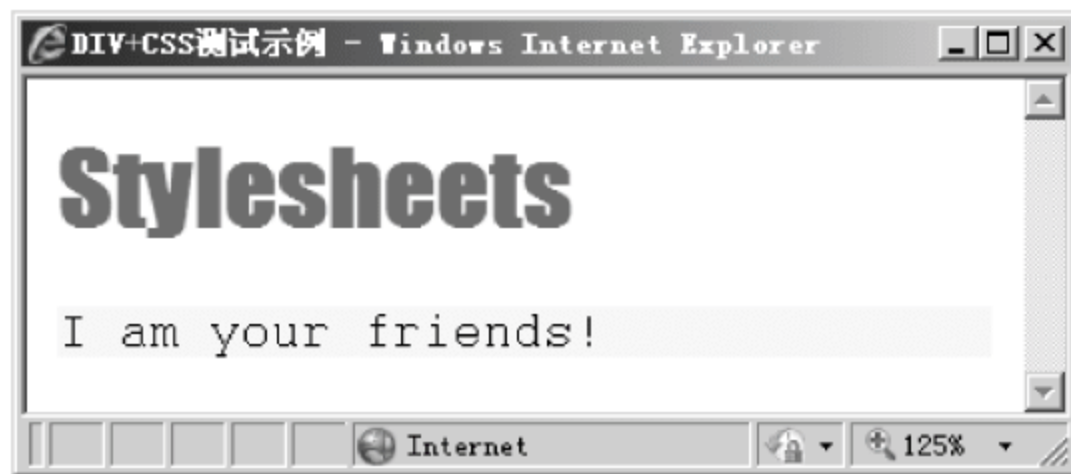 DIV+CSS测试示例 - Windows Internet Explorer
Stylesheets
I am your friends!
Internet
125%